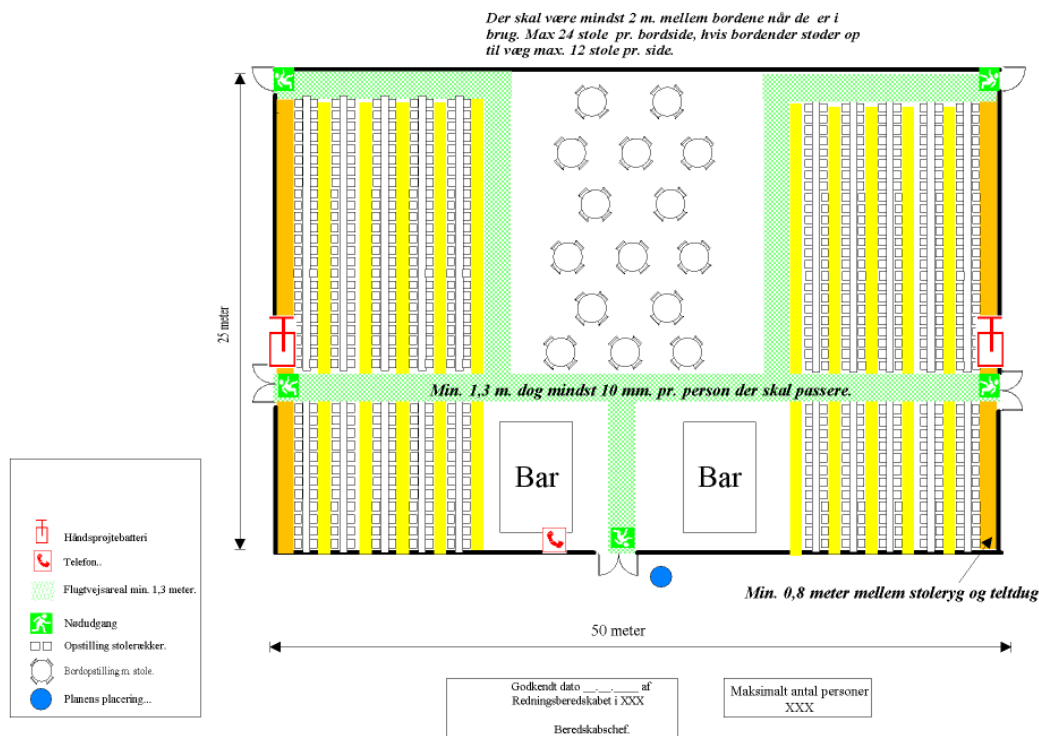 Der skal være mindst 2 m. mellem bordene når de er i
brug. Max 24 stole pr. bordside, hvis bordender støder op
til væg max. 12 stole pr. side.
25 meter
Min. 1,3 m. dog mindst 10 mm. pr. person der skal passere.
Bar
Bar
Håndsprøjtebatteri
Telefon..
Flugtvejsareal min. 1,3 meter.
Nødudgang
Opstilling stolerækker.
Bordopstilling m. stole.
Planens placering...
Min. 0,8 meter mellem stoleryg og teltdug
50 meter
Godkendt dato __.__.____ af
Redningsberedskabet i XXX
Beredskabschef.
Maksimalt antal personer
XXX